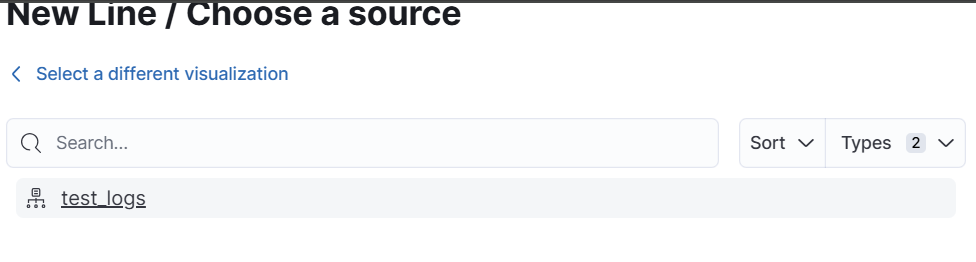 New Line / Choose a source
Select a different visualization
Search...
Sort
Types 2
test_logs